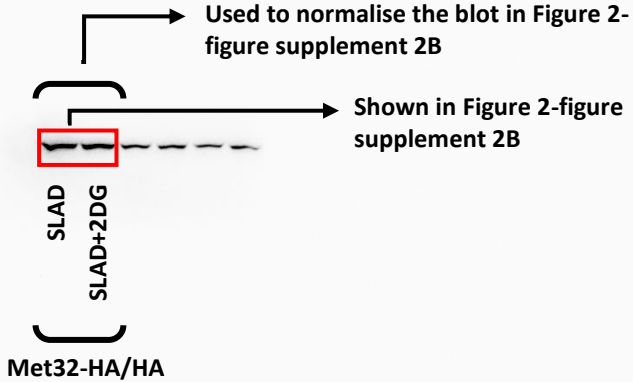 Used to normalise the blot in Figure 2-
figure supplement 2B
Shown in Figure 2-figure
supplement 2B
SLAD
SLAD+2DG
Met32-HA/HA